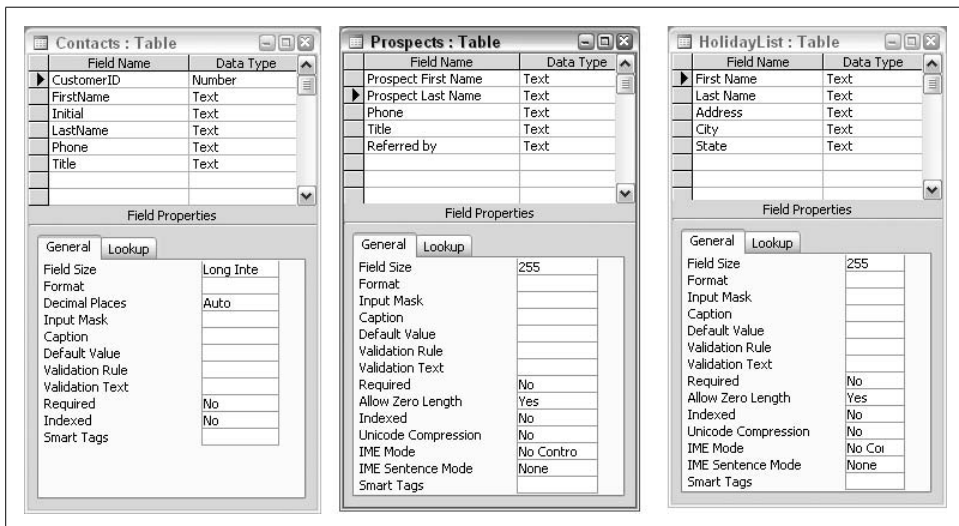 Contacts : Table
Field Name Data Type
CustomerID Number
FirstName Text
Initial Text
LastName Text
Phone Text
Title Text
Field Properties
General Lookup
Field Size Long Inte
Format
Decimal Places Auto
Input Mask
Caption
Default Value
Validation Rule
Validation Text
Required No
Indexed No
Smart Tags
Prospects : Table
Field Name Data Type
Prospect First Name Text
Prospect Last Name Text
Phone Text
Title Text
Referred by Text
Field Properties
General Lookup
Field Size 255
Format
Input Mask
Caption
Default Value
Validation Rule
Validation Text
Required No
Allow Zero Length Yes
Indexed No
Unicode Compression No
IME Mode No Contro
IME Sentence Mode None
Smart Tags
HolidayList : Table
Field Name Data Type
First Name Text
Last Name Text
Address Text
City Text
State Text
Field Properties
General Lookup
Field Size 255
Format
Input Mask
Caption
Default Value
Validation Rule
Validation Text
Required No
Allow Zero Length Yes
Indexed No
Unicode Compression No
IME Mode No Co
IME Sentence Mode None
Smart Tags